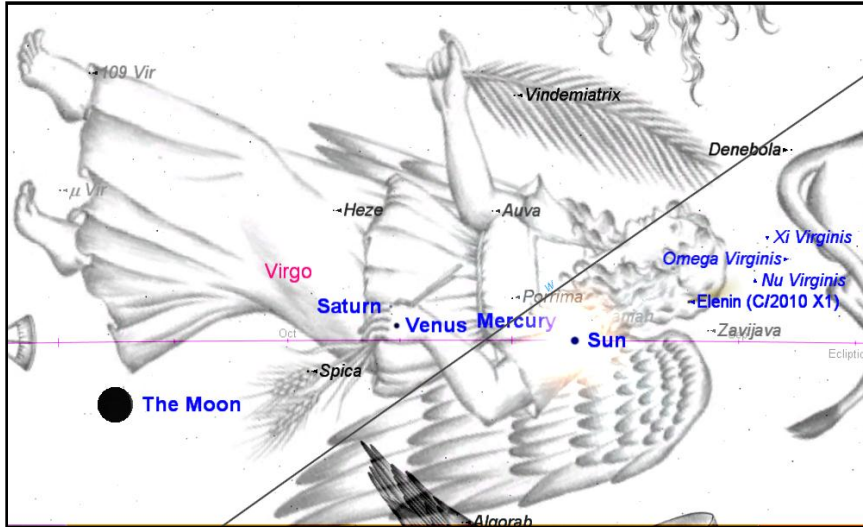 109 Vir
Vindemiatrix
Denebola
μ Vir
Heze
Auva
Xi Virginis
Omega Virginis
Virgo
Nu Virginis
W
Porrima
Elenin (C/2010 X1)
Saturn
Venus
Mercury
Zavijava
Oct
Sun
Ecliptic
Spica
The Moon
Algorab